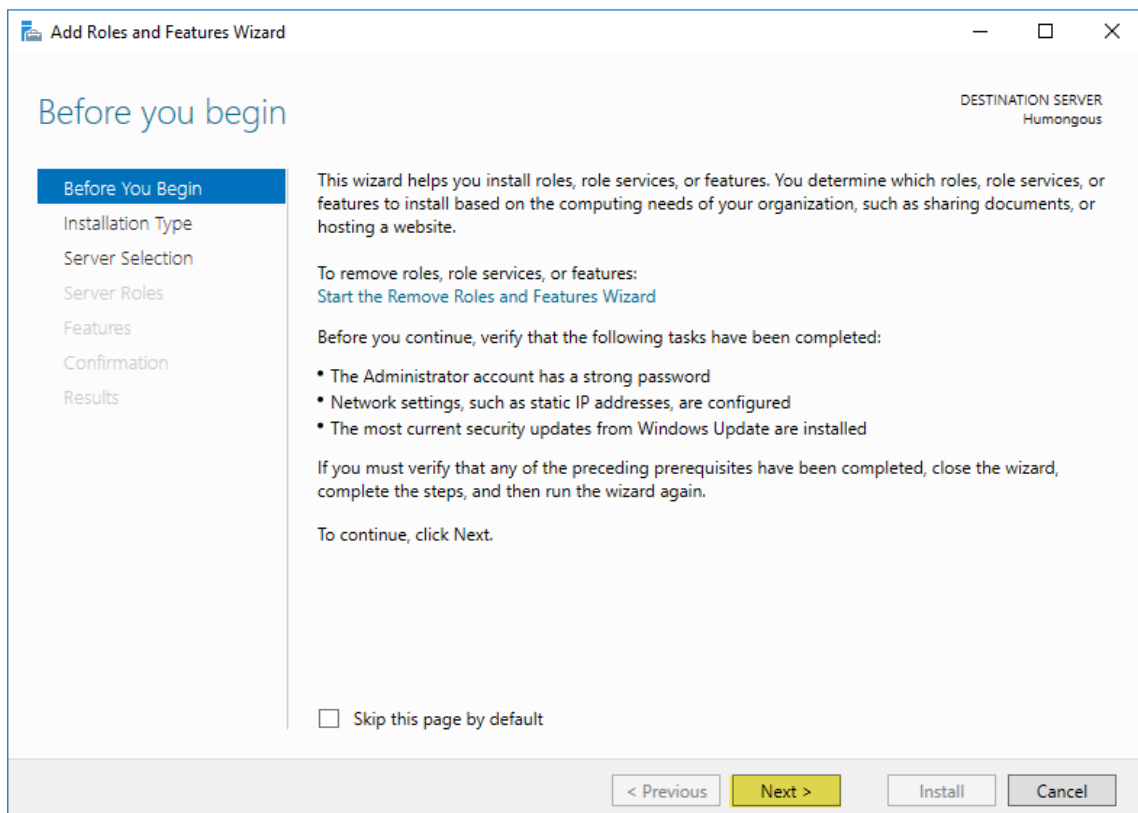 Add Roles and Features Wizard
Before you begin
DESTINATION SERVER
Humongous
Before You Begin
Installation Type
Server Selection
Server Roles
Features
Confirmation
Results
This wizard helps you install roles, role services, or features. You determine which roles, role services, or
features to install based on the computing needs of your organization, such as sharing documents, or
hosting a website.
To remove roles, role services, or features:
Start the Remove Roles and Features Wizard
Before you continue, verify that the following tasks have been completed:
• The Administrator account has a strong password
• Network settings, such as static IP addresses, are configured
• The most current security updates from Windows Update are installed
If you must verify that any of the preceding prerequisites have been completed, close the wizard,
complete the steps, and then run the wizard again.
To continue, click Next.
Skip this page by default
< Previous
Next >
Install
Cancel